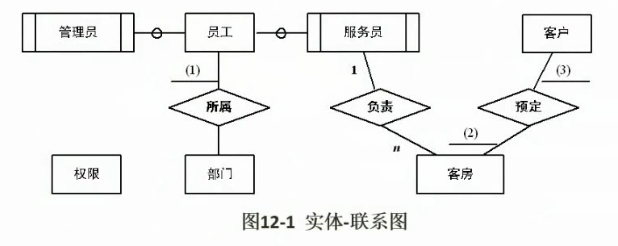 管理员 员工 服务员 客户
(1) 1 (3)
所属 负责 预定
n (2)
权限 部门 客房
图12-1 实体-联系图